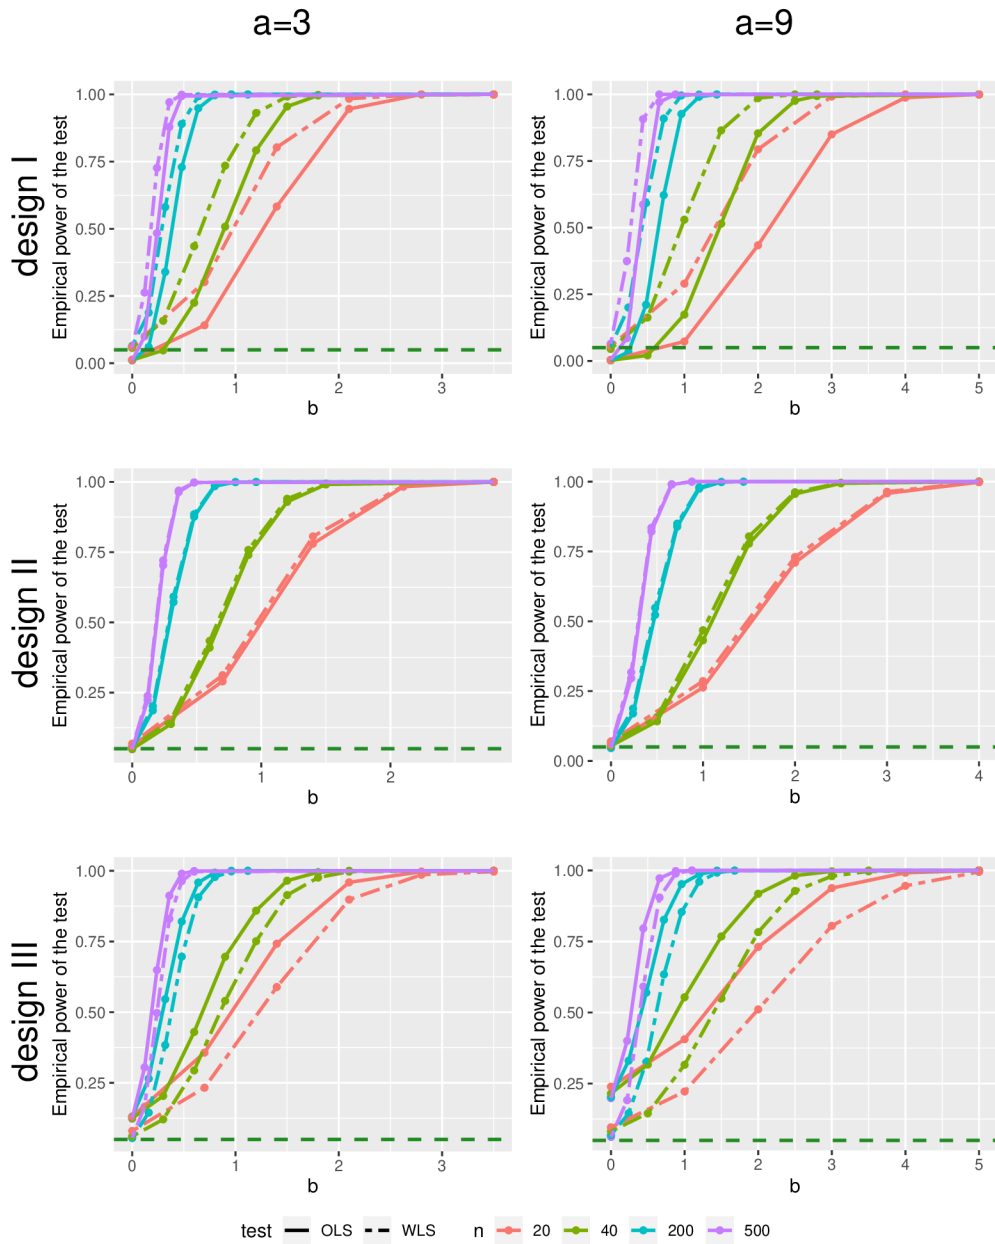 a=3 a=9
design I
Empirical power of the test
1.00
0.75
0.50
0.25
0.00
0 1 2 3
b
Empirical power of the test
1.00
0.75
0.50
0.25
0.00
0 1 2 3 4 5
b
design II
Empirical power of the test
1.00
0.75
0.50
0.25
0 1 2
b
Empirical power of the test
1.00
0.75
0.50
0.25
0.00
0 1 2 3 4
b
design III
Empirical power of the test
1.00
0.75
0.50
0.25
0 1 2 3
b
Empirical power of the test
1.00
0.75
0.50
0.25
0 1 2 3 4 5
b
test OLS WLS n 20 40 200 500